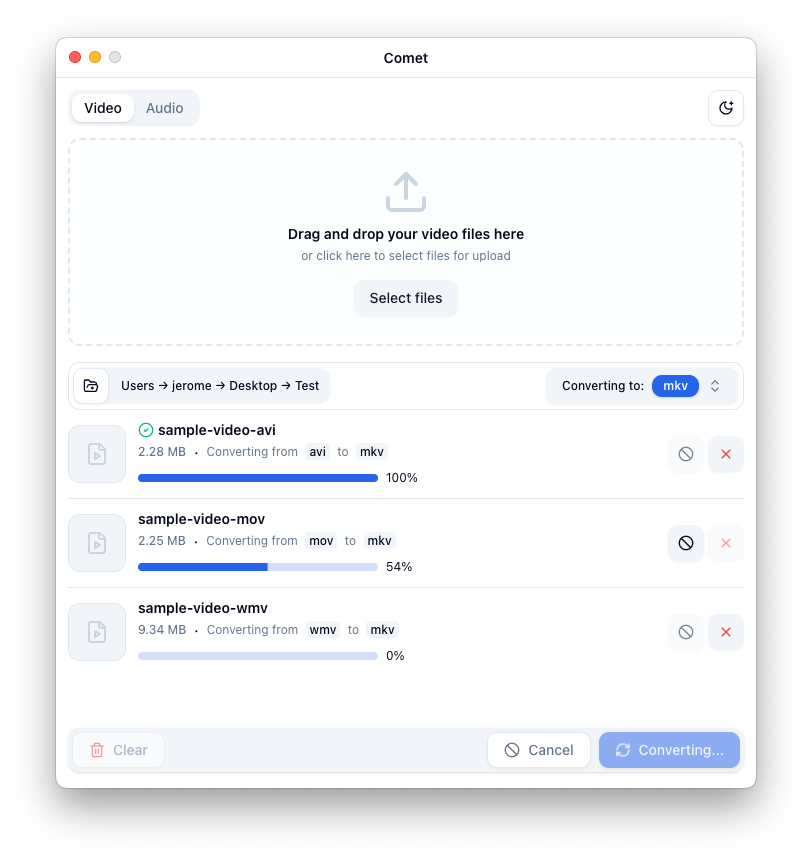 Comet
Video Audio
Drag and drop your video files here
or click here to select files for upload
Select files
Users → jerome → Desktop → Test Converting to: mkv
sample-video-avi
2.28 MB • Converting from avi to mkv
100%
sample-video-mov
2.25 MB • Converting from mov to mkv
54%
sample-video-wmv
9.34 MB • Converting from wmv to mkv
0%
Clear Cancel Converting...